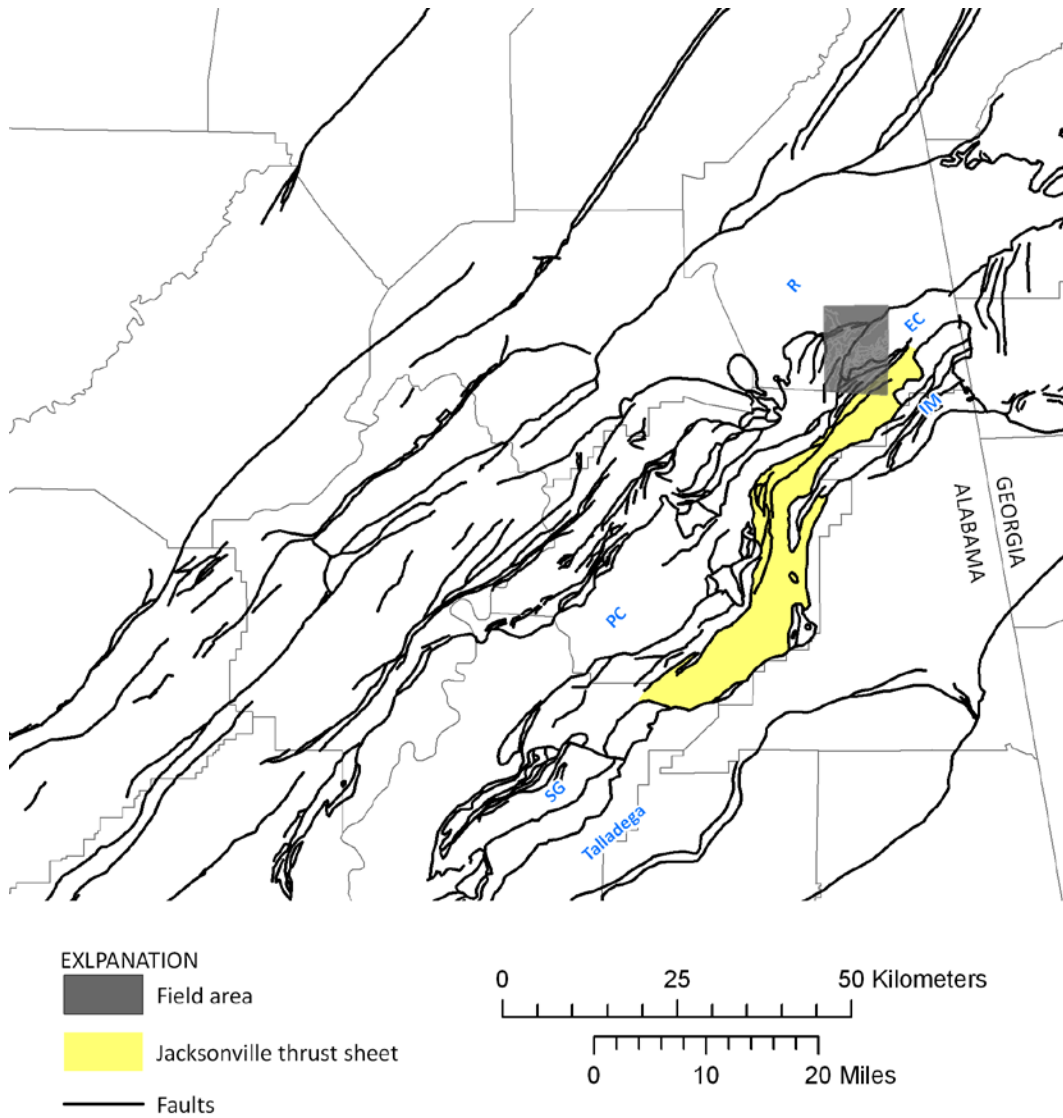 R
EC
IM
GEORGIA
ALABAMA
PC
SG
Talladega
EXLPANATION
Field area
Jacksonville thrust sheet
Faults
0 25 50 Kilometers
0 10 20 Miles